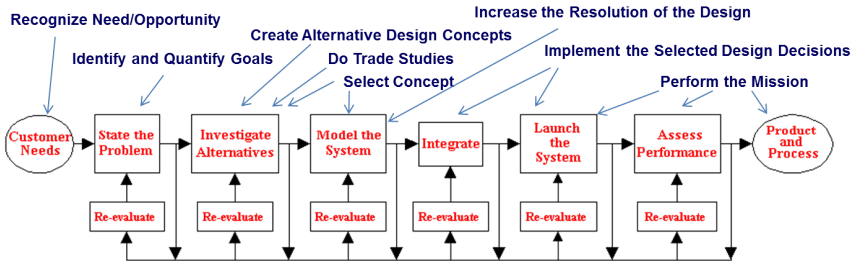 Increase the Resolution of the Design
Recognize Need/Opportunity
Create Alternative Design Concepts
Implement the Selected Design Decisions
Identify and Quantify Goals
Do Trade Studies
Select Concept
Perform the Mission
Customer
Needs
State the
Problem
Investigate
Alternatives
Model the
System
Integrate
Launch
the
System
Assess
Performance
Product
and
Process
Re-evaluate
Re-evaluate
Re-evaluate
Re-evaluate
Re-evaluate
Re-evaluate